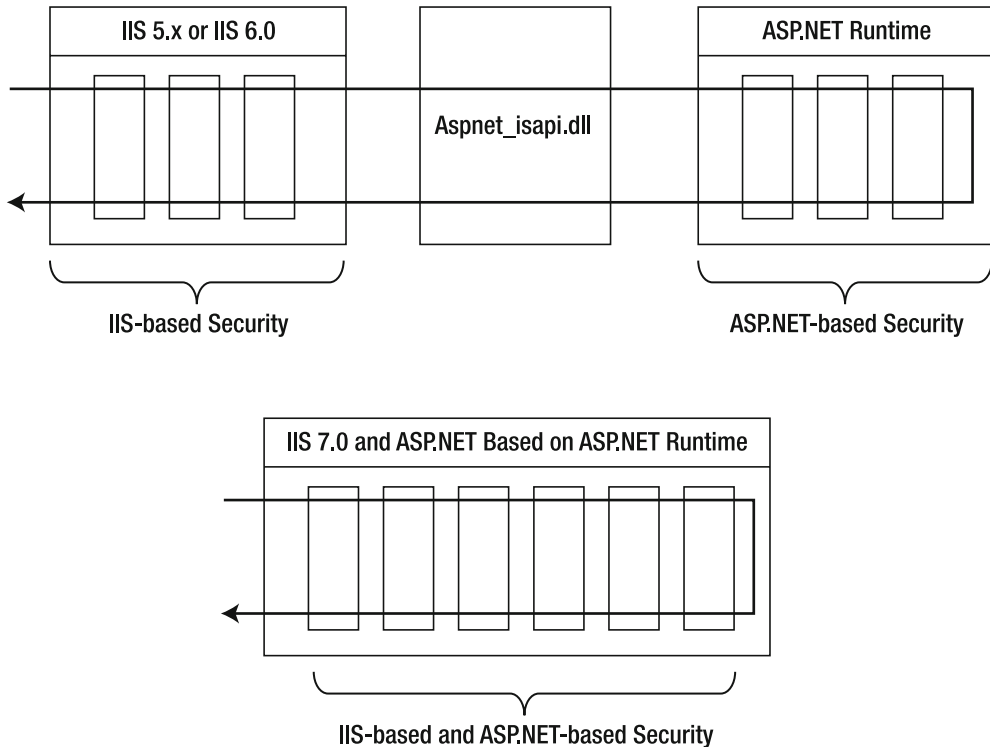 IIS 5.x or IIS 6.0
ASP.NET Runtime
Aspnet_isapi.dll
IIS-based Security
ASP.NET-based Security
IIS 7.0 and ASP.NET Based on ASP.NET Runtime
IIS-based and ASP.NET-based Security